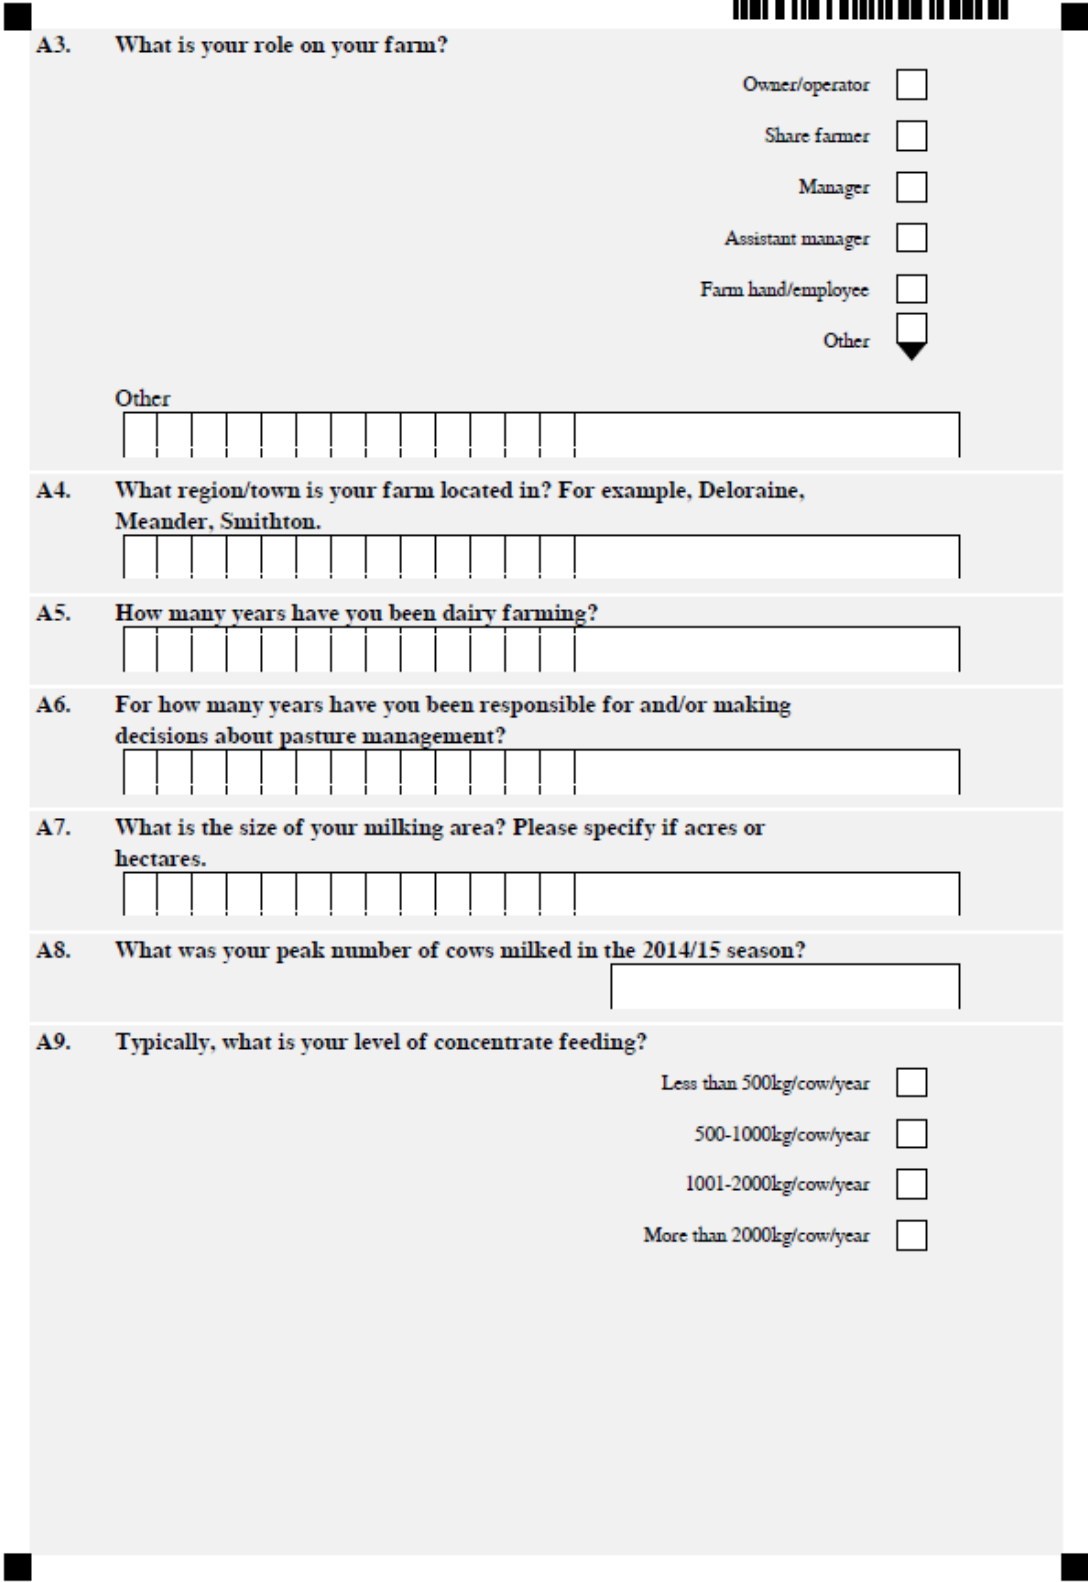 A3. What is your role on your farm?
Owner/operator
Share farmer
Manager
Assistant manager
Farm hand/employee
Other
Other
A4. What region/town is your farm located in? For example, Deloraine,
Meander, Smithton.
A5. How many years have you been dairy farming?
A6. For how many years have you been responsible for and/or making
decisions about pasture management?
A7. What is the size of your milking area? Please specify if acres or
hectares.
A8. What was your peak number of cows milked in the 2014/15 season?
A9. Typically, what is your level of concentrate feeding?
Less than 500kg/cow/year
500-1000kg/cow/year
1001-2000kg/cow/year
More than 2000kg/cow/year